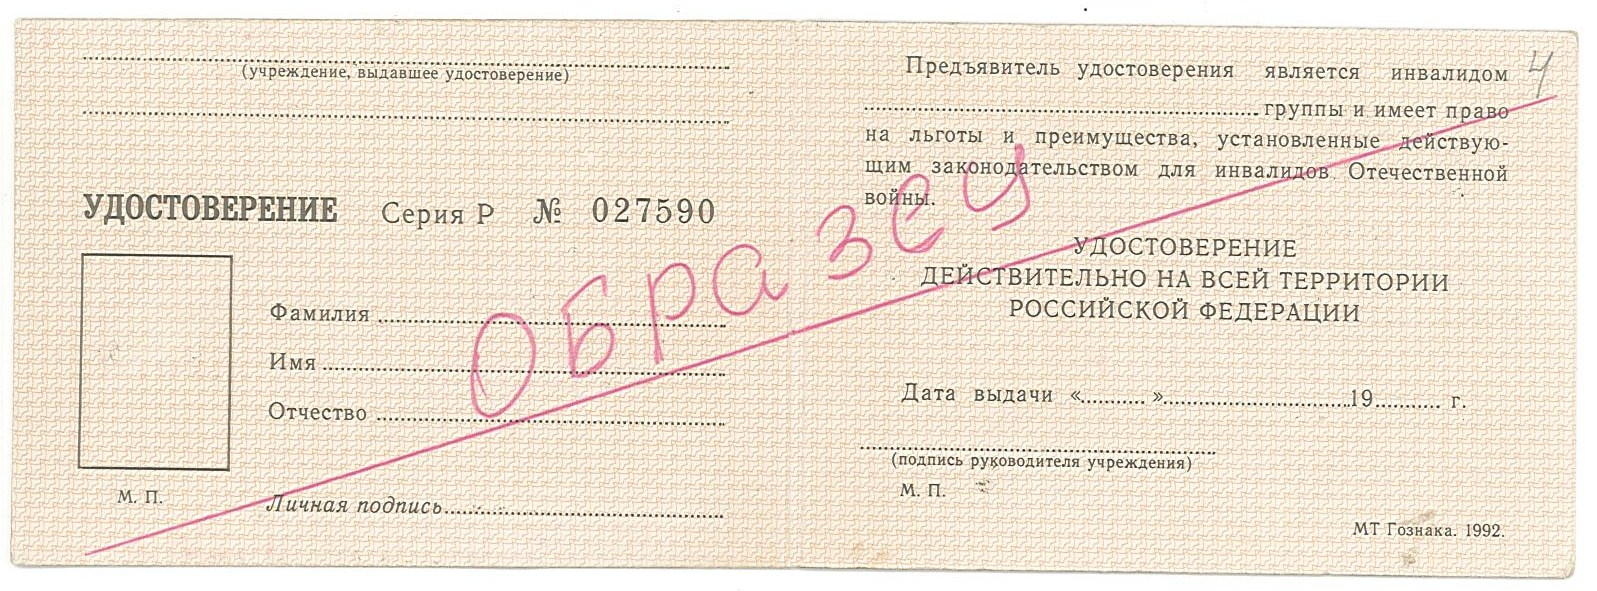 (учреждение, выдавшее удостоверение)
УДОСТОВЕРЕНИЕ Серия Р № 027590
Фамилия
Имя
Отчество
М. П.
Личная подпись
Образец
4
Предъявитель удостоверения является инвалидом
группы и имеет право
на льготы и преимущества, установленные действую-
щим законодательством для инвалидов Отечественной
войны.
УДОСТОВЕРЕНИЕ
ДЕЙСТВИТЕЛЬНО НА ВСЕЙ ТЕРРИТОРИИ
РОССИЙСКОЙ ФЕДЕРАЦИИ
Дата выдачи «.......... »..............................19.......... г.
(подпись руководителя учреждения)
М. П.
МТ Гознака. 1992.